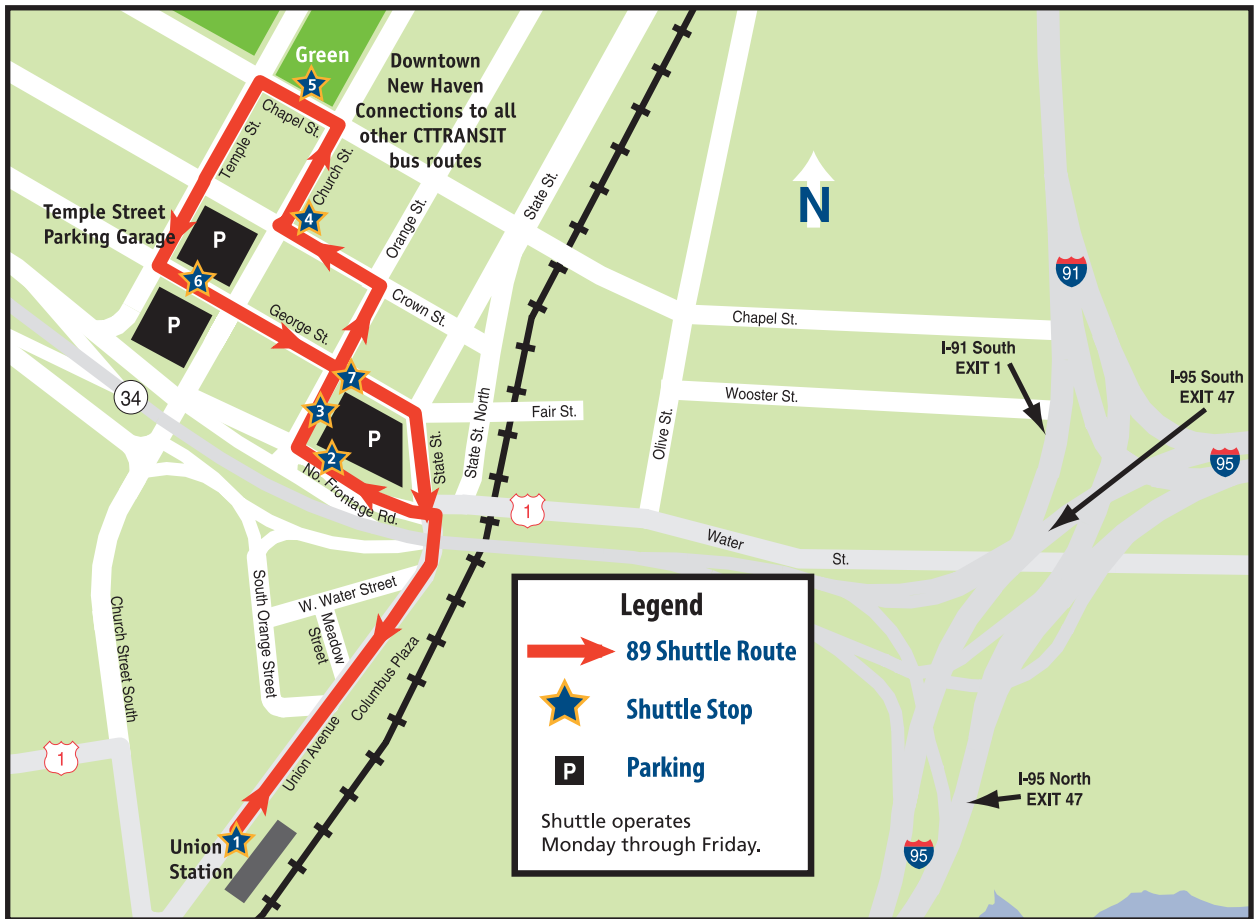 Green
5
Downtown
New Haven
Connections to all
other CTTRANSIT
bus routes
Chapel St.
Temple St.
Church St.
4
Temple Street
Parking Garage
P
6
P
George St.
Orange St.
Crown St.
State St.
N
91
Chapel St.
I-91 South
EXIT 1
I-95 South
EXIT 47
Wooster St.
95
34
7
3
P
2
Fair St.
State St.
State St. North
Olive St.
No. Frontage Rd.
1
Water
St.
Church Street South
South Orange Street
W. Water Street
Meadow
Street
Columbus Plaza
Union Avenue
1
1
Union
Station
Legend
89 Shuttle Route
Shuttle Stop
P
Parking
Shuttle operates
Monday through Friday.
I-95 North
EXIT 47
95